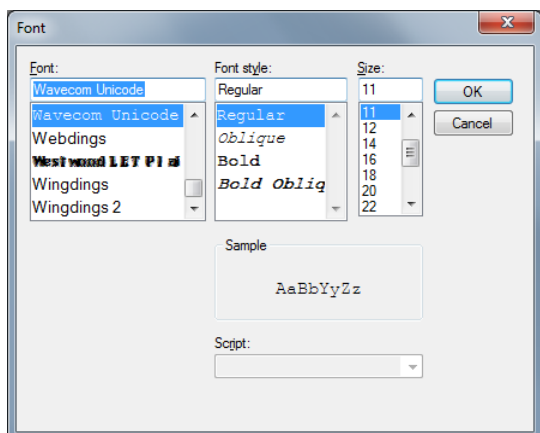 Font
Font:
Wavecom Unicode
Wavecom Unicode
Webdings
Westwood LET Plai
Wingdings
Wingdings 2
Font style:
Regular
Regular
Oblique
Bold
Bold Obliq
Size:
11
11
12
14
16
18
20
22
OK
Cancel
Sample
AaBbYyZz
Script: